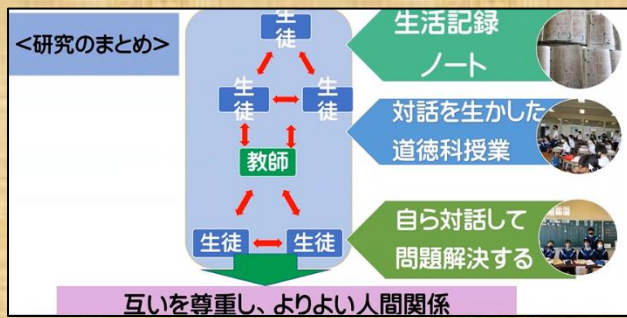 <研究のまとめ>
生徒
生徒
生徒
教師
生徒
生徒
生活記録
ノート
対話を生かした
道徳科授業
自ら対話して
問題解決する
互いを尊重し、よりよい人間関係